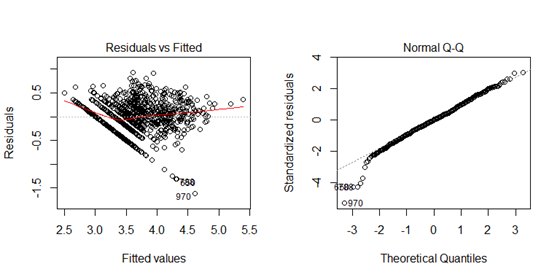 Residuals vs Fitted
Residuals
0.5
-0.5
-1.5
2.5 3.0 3.5 4.0 4.5 5.0 5.5
Fitted values
970
Normal Q-Q
Standardized residuals
4
2
0
-2
-4
-3 -2 -1 0 1 2 3
Theoretical Quantiles
970